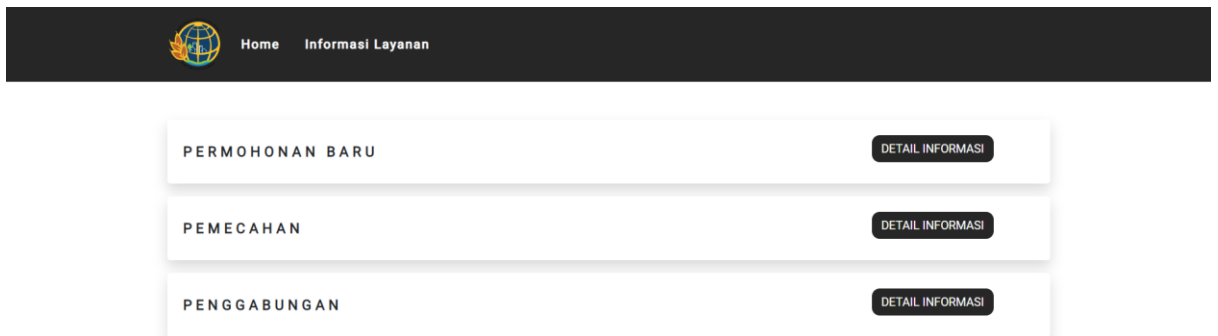 Home Informasi Layanan
PERMOHONAN BARU DETAIL INFORMASI
PEMECAHAN DETAIL INFORMASI
PENGGABUNGAN DETAIL INFORMASI